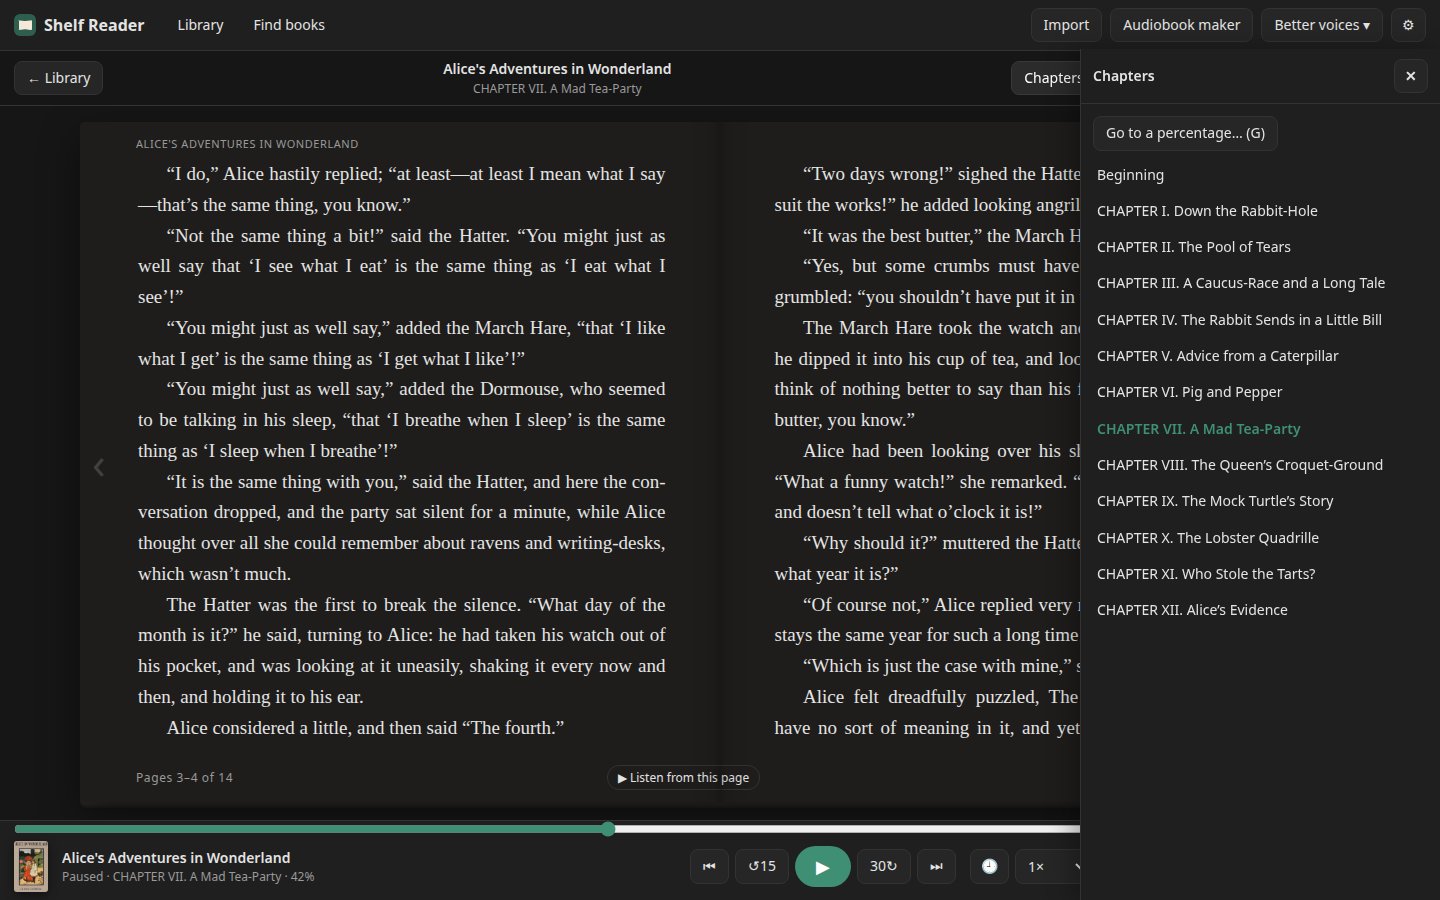 Shelf Reader
Library
Find books
Import
Audiobook maker
Better voices ▾
← Library
Alice's Adventures in Wonderland
CHAPTER VII. A Mad Tea-Party
Chapters
ALICE'S ADVENTURES IN WONDERLAND
“I do,” Alice hastily replied; “at least—at least I mean what I say
—that’s the same thing, you know.”
“Not the same thing a bit!” said the Hatter. “You might just as
well say that ‘I see what I eat’ is the same thing as ‘I eat what I
see’!”
“You might just as well say,” added the March Hare, “that ‘I like
what I get’ is the same thing as ‘I get what I like’!”
“You might just as well say,” added the Dormouse, who seemed
to be talking in his sleep, “that ‘I breathe when I sleep’ is the same
thing as ‘I sleep when I breathe’!”
“It is the same thing with you,” said the Hatter, and here the con-
versation dropped, and the party sat silent for a minute, while Alice
thought over all she could remember about ravens and writing-desks,
which wasn’t much.
The Hatter was the first to break the silence. “What day of the
month is it?” he said, turning to Alice: he had taken his watch out of
his pocket, and was looking at it uneasily, shaking it every now and
then, and holding it to his ear.
Alice considered a little, and then said “The fourth.”
Pages 3–4 of 14
“Two days wrong!” sighed the Hatte
suit the works!” he added looking angril
“It was the best butter,” the March H
“Yes, but some crumbs must have
grumbled: “you shouldn’t have put it in
The March Hare took the watch and
he dipped it into his cup of tea, and loo
think of nothing better to say than his f
butter, you know.”
Alice had been looking over his sh
“What a funny watch!” she remarked. “
and doesn’t tell what o’clock it is!”
“Why should it?” muttered the Hatte
what year it is?”
“Of course not,” Alice replied very
stays the same year for such a long time
“Which is just the case with mine,” s
Alice felt dreadfully puzzled, The
have no sort of meaning in it, and yet
▶ Listen from this page
Chapters
✕
Go to a percentage… (G)
Beginning
CHAPTER I. Down the Rabbit-Hole
CHAPTER II. The Pool of Tears
CHAPTER III. A Caucus-Race and a Long Tale
CHAPTER IV. The Rabbit Sends in a Little Bill
CHAPTER V. Advice from a Caterpillar
CHAPTER VI. Pig and Pepper
CHAPTER VII. A Mad Tea-Party
CHAPTER VIII. The Queen’s Croquet-Ground
CHAPTER IX. The Mock Turtle’s Story
CHAPTER X. The Lobster Quadrille
CHAPTER XI. Who Stole the Tarts?
CHAPTER XII. Alice’s Evidence
Alice's Adventures in Wonderland
Paused · CHAPTER VII. A Mad Tea-Party · 42%
↺15
30↻
1×